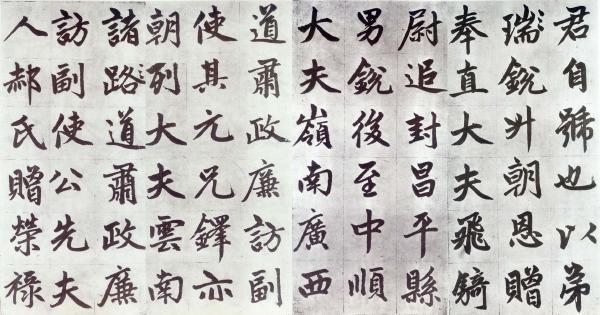 君自號也以弟
瑞銳升朝恩贈
奉直大夫飛騎
尉追封昌平縣
男銳後至中順
大夫嶺南廣西
道肅政廉訪副
使其元兄鐸亦
朝列大夫雲南
諸路道肅政廉
訪副使公先夫
人郝氏贈榮祿